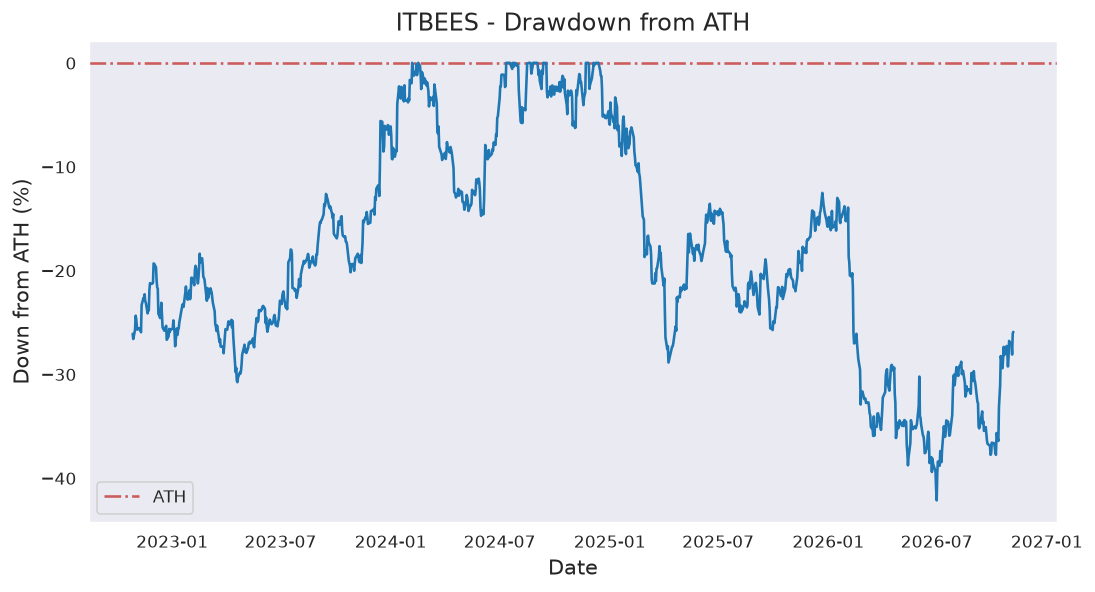 ITBEES - Drawdown from ATH
Down from ATH (%)
0
−10
−20
−30
−40
ATH
2023-01 2023-07 2024-01 2024-07 2025-01 2025-07 2026-01 2026-07 2027-01
Date